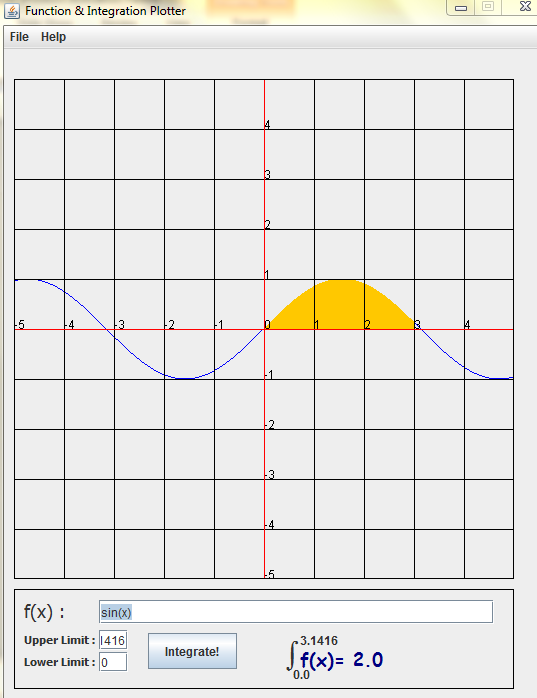 Function & Integration Plotter
File Help
4
3
2
1
-5 -4 -3 -2 -1 0 1 2 3 4
-1
-2
-3
-4
-5
f(x) : sin(x)
Upper Limit : 1416
Lower Limit : 0
Integrate!
3.1416
∫ f(x)= 2.0
0.0